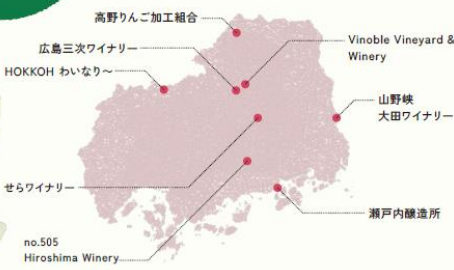 高野りんご加工組合
広島三次ワイナリー
HOKKOH わいなり～
Vinoble Vineyard &
Winery
山野峡
大田ワイナリー
せらワイナリー
瀬戸内醸造所
no.505
Hiroshima Winery